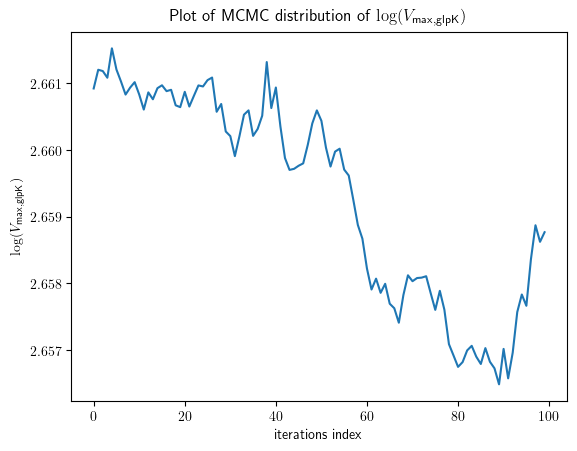 Plot of MCMC distribution of log(V_max,glpK)
log(V_max,glpK)
2.661
2.660
2.659
2.658
2.657
0 20 40 60 80 100
iterations index